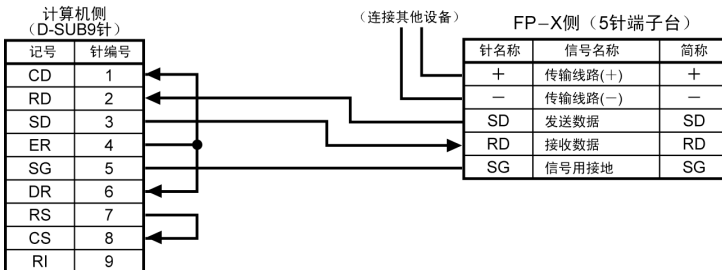 计算机侧
（D-SUB9针）
记号 针编号
CD 1
RD 2
SD 3
ER 4
SG 5
DR 6
RS 7
CS 8
RI 9
（连接其他设备）
FP－X侧（5针端子台）
针名称 信号名称 简称
＋ 传输线路(＋) ＋
－ 传输线路(－) －
SD 发送数据 SD
RD 接收数据 RD
SG 信号用接地 SG